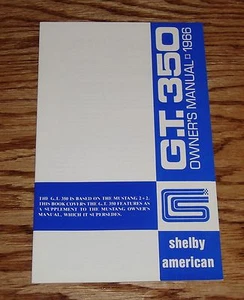 G.T. 350
OWNER'S MANUAL 1966
THE G.T. 350 IS BASED ON THE MUSTANG 2+2.
THIS BOOK COVERS THE G.T. 350 FEATURES AS
A SUPPLEMENT TO THE MUSTANG OWNER'S
MANUAL, WHICH IT SUPERSEDES.
shelby
american